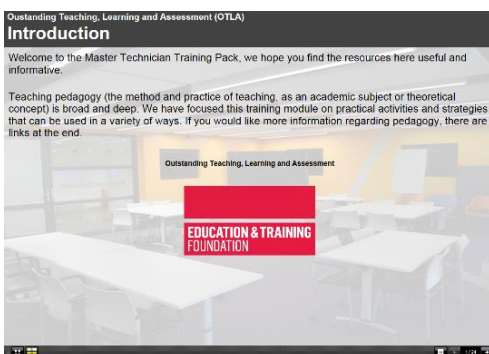 Oustanding Teaching, Learning and Assessment (OTLA)
Introduction
Welcome to the Master Technician Training Pack, we hope you find the resources here useful and
informative.
Teaching pedagogy (the method and practice of teaching, as an academic subject or theoretical
concept) is broad and deep. We have focused this training module on practical activities and strategies
that can be used in a variety of ways. If you would like more information regarding pedagogy, there are
links at the end.
Outstanding Teaching, Learning and Assessment
EDUCATION & TRAINING
FOUNDATION
1/24